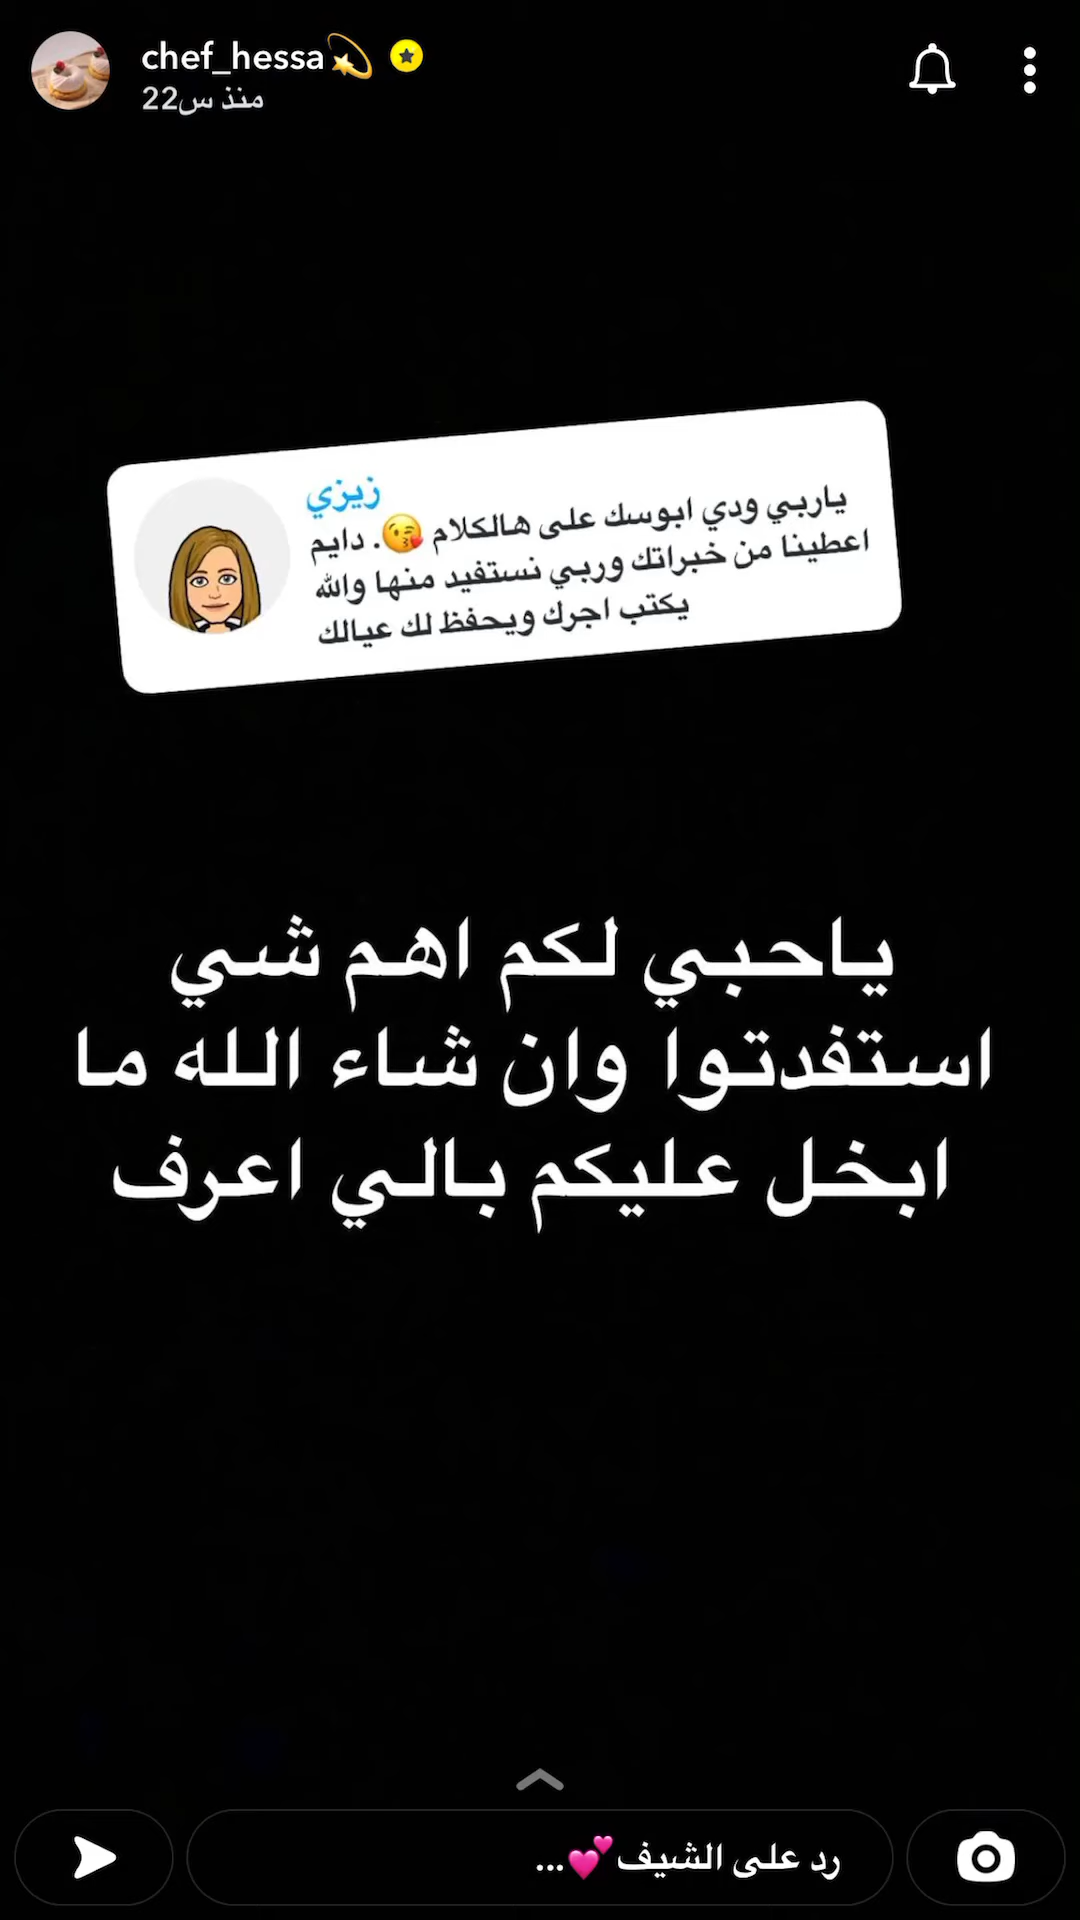 chef_hessa💫
منذ س22
زيزي
ياربي ودي ابوسك على هالكلام 😘. دايم
اعطينا من خبراتك وربي نستفيد منها والله
يكتب اجرك ويحفظ لك عيالك
ياحبي لكم اهم شي
استفدتوا وان شاء الله ما
ابخل عليكم بالي اعرف
رد على الشيف💕...